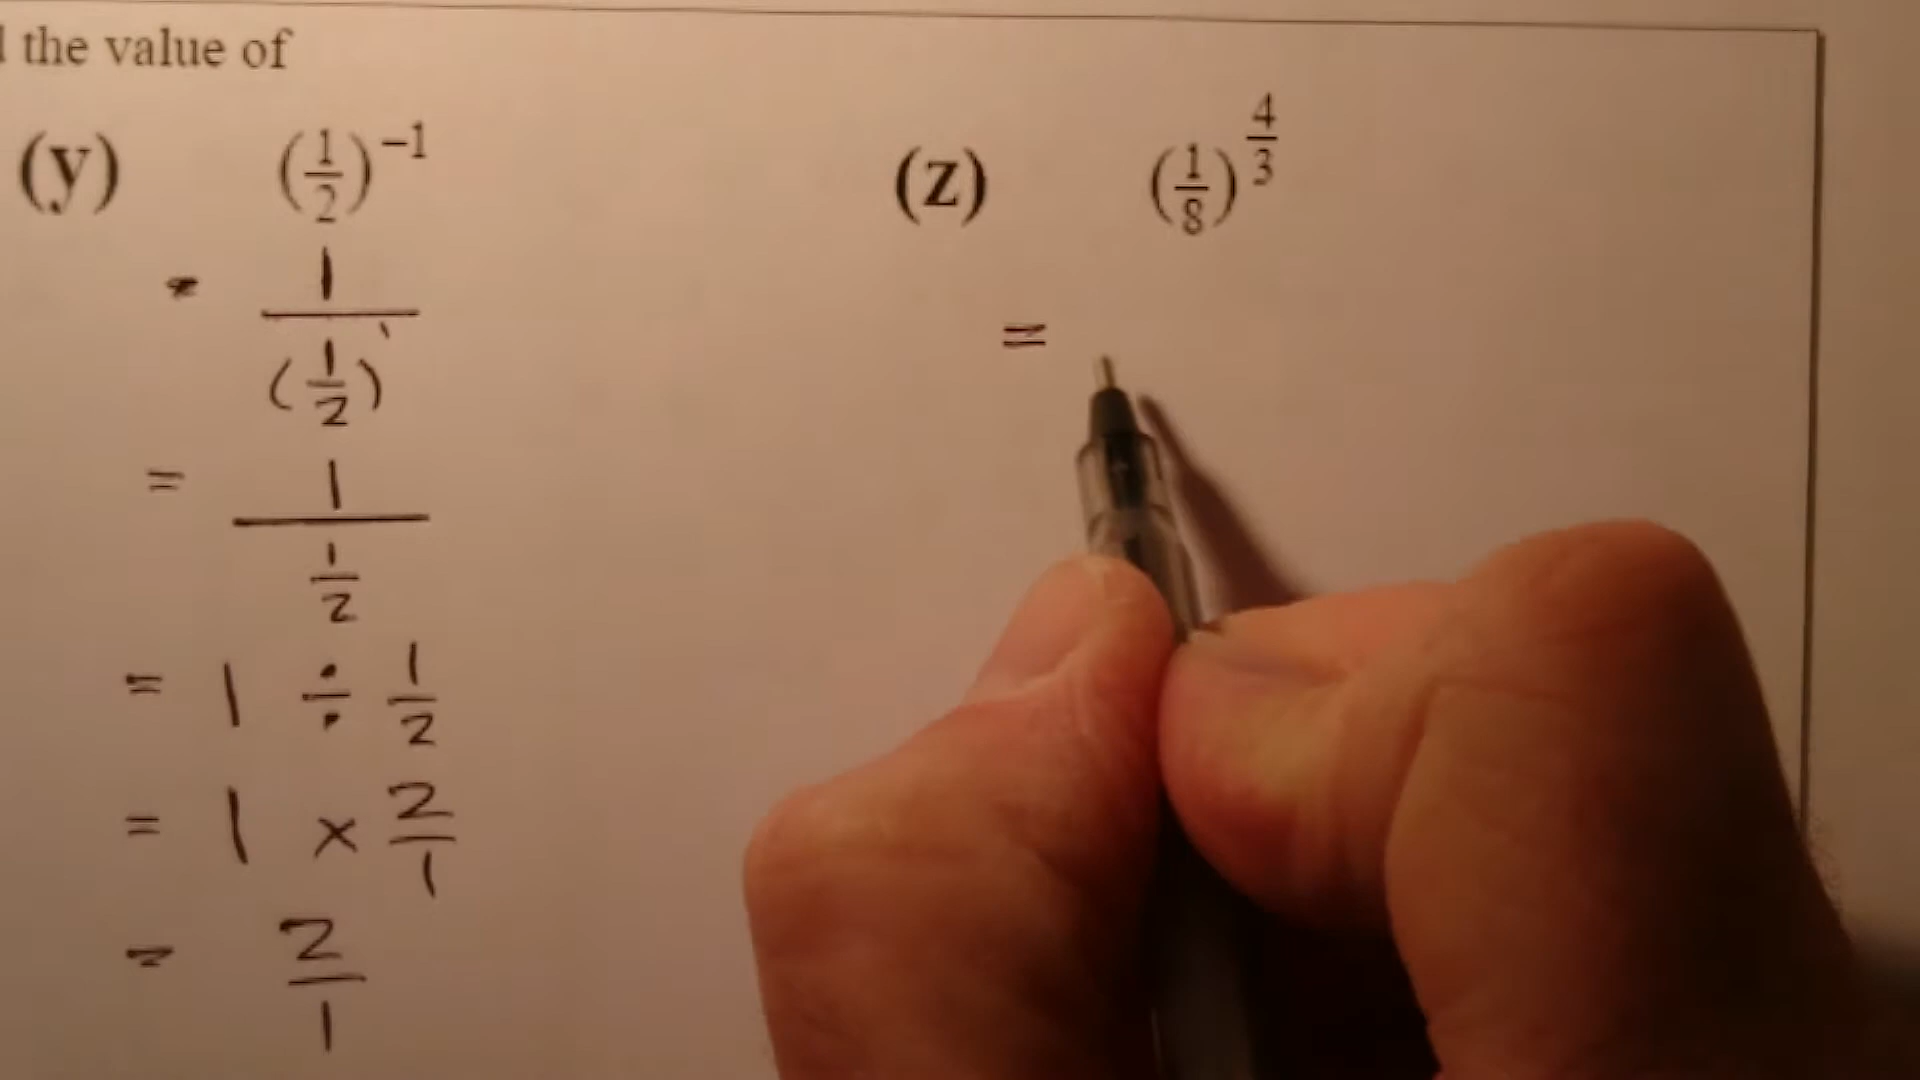 the value of
(y) (1/2)^−1
= 1/(1/2)^1
= 1/(1/2)
= 1 ÷ 1/2
= 1 × 2/1
= 2/1
(z) (1/8)^4/3
=